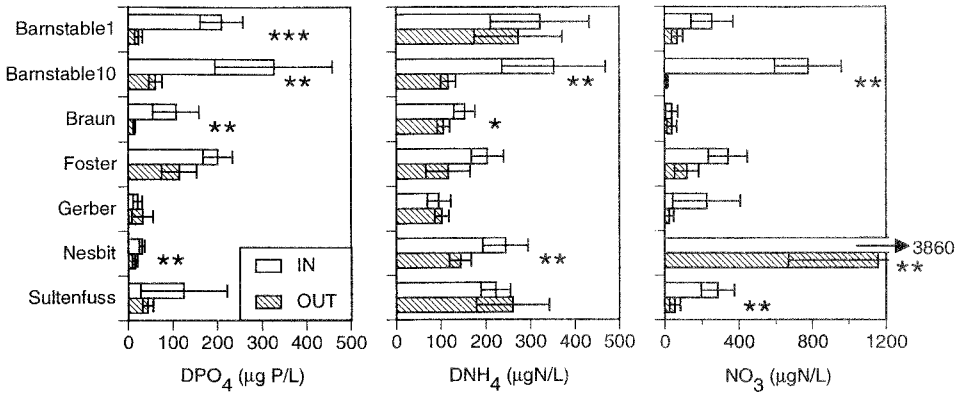 Barnstable1
Barnstable10
Braun
Foster
Gerber
Nesbit
Sultenfuss
***
**
**
**
IN
OUT
0 100 200 300 400 500
DPO4 (µg P/L)
**
*
**
0 100 200 300 400 500
DNH4 (µgN/L)
**
3860
**
**
0 400 800 1200
NO3 (µgN/L)